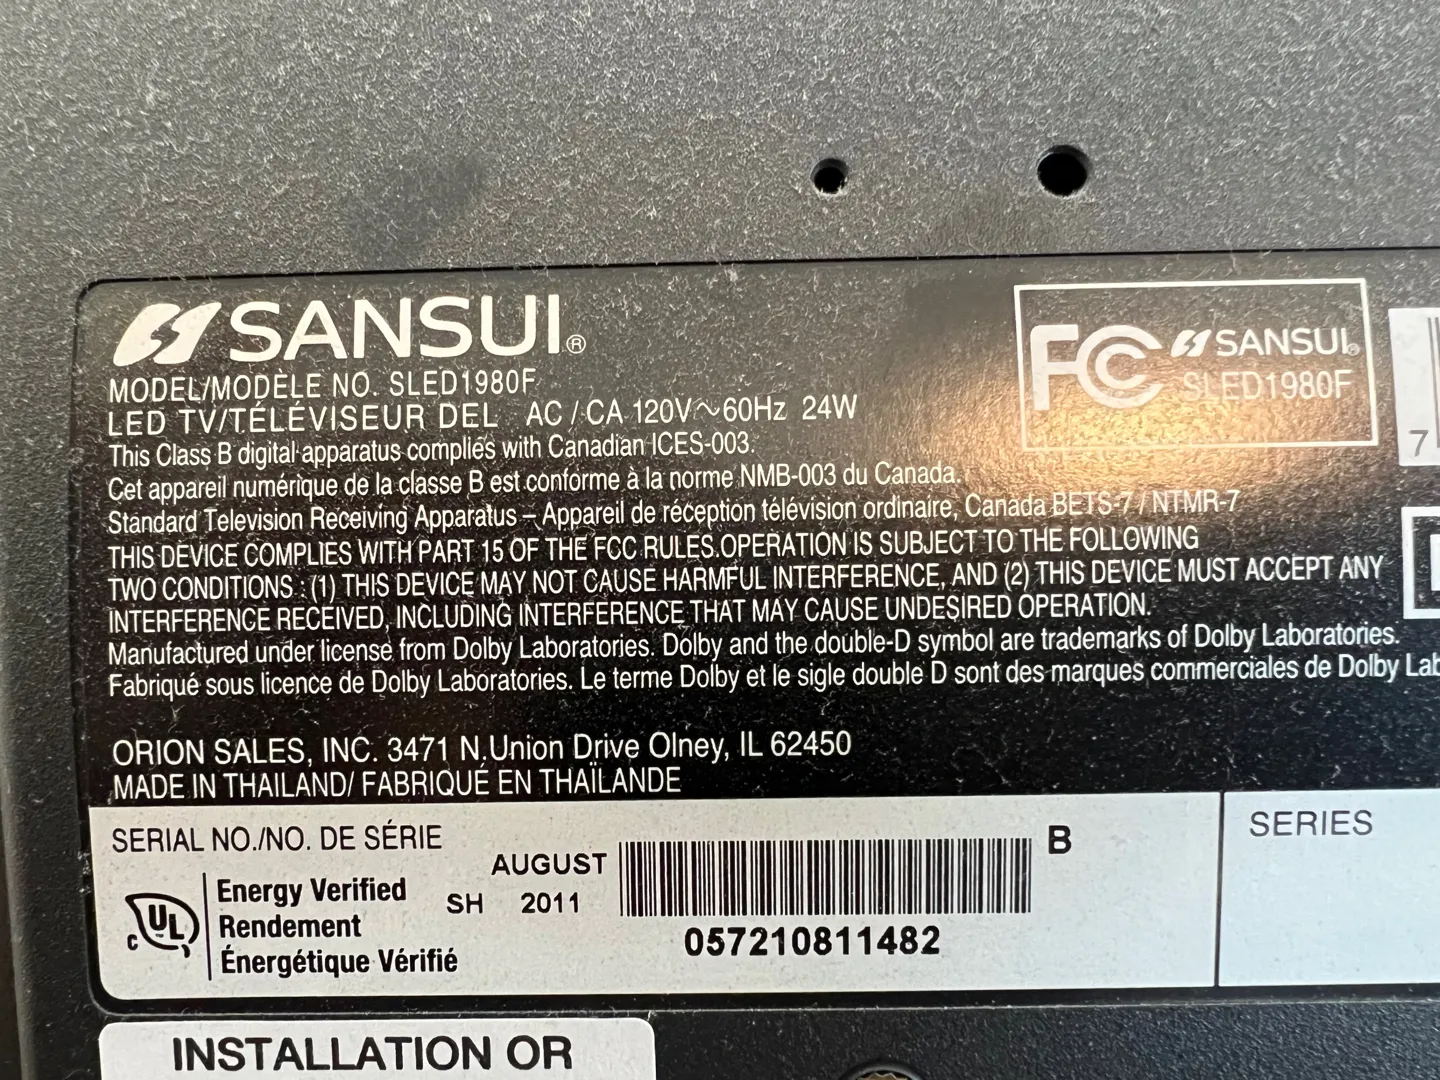 SANSUI®
MODEL/MODÈLE NO. SLED1980F
LED TV/TÉLÉVISEUR DEL AC / CA 120V~60Hz 24W
This Class B digital apparatus complies with Canadian ICES-003.
Cet appareil numérique de la classe B est conforme à la norme NMB-003 du Canada.
Standard Television Receiving Apparatus – Appareil de réception télévision ordinaire, Canada BETS-7 / NTMR-7
THIS DEVICE COMPLIES WITH PART 15 OF THE FCC RULES.OPERATION IS SUBJECT TO THE FOLLOWING
TWO CONDITIONS : (1) THIS DEVICE MAY NOT CAUSE HARMFUL INTERFERENCE, AND (2) THIS DEVICE MUST ACCEPT ANY
INTERFERENCE RECEIVED, INCLUDING INTERFERENCE THAT MAY CAUSE UNDESIRED OPERATION.
Manufactured under license from Dolby Laboratories. Dolby and the double-D symbol are trademarks of Dolby Laboratories.
Fabriqué sous licence de Dolby Laboratories. Le terme Dolby et le sigle double D sont des marques commerciales de Dolby Lab
ORION SALES, INC. 3471 N.Union Drive Olney, IL 62450
MADE IN THAILAND/ FABRIQUÉ EN THAÏLANDE
FC SANSUI®
SLED1980F
7
SERIAL NO./NO. DE SÉRIE
C UL
Energy Verified
Rendement
Énergétique Vérifié
AUGUST
SH 2011
B
057210811482
SERIES
INSTALLATION OR